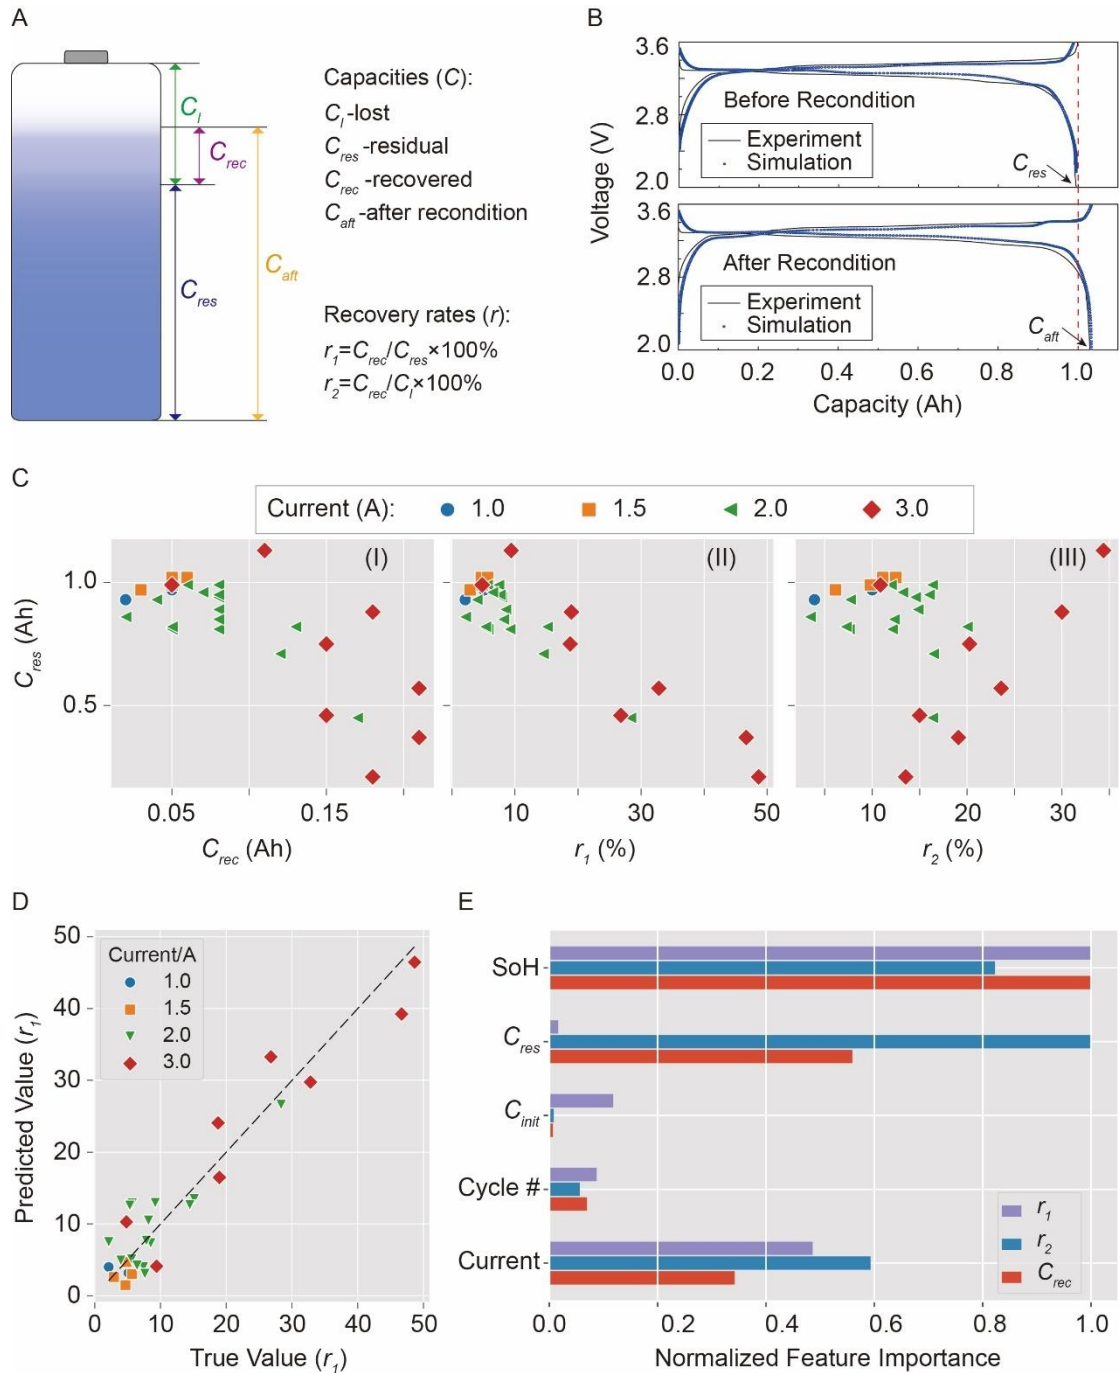 A
C_l
C_rec
C_aft
C_res
Capacities (C):
C_l-lost
C_res -residual
C_rec -recovered
C_aft-after recondition
Recovery rates (r):
r_1=C_rec/C_res×100%
r_2=C_rec/C_l×100%
B
Voltage (V)
3.6
2.8
2.0
Before Recondition
Experiment
Simulation
C_res
3.6
2.8
2.0
After Recondition
Experiment
Simulation
C_aft
0.0 0.2 0.4 0.6 0.8 1.0
Capacity (Ah)
C
Current (A): 1.0 1.5 2.0 3.0
(I) (II) (III)
C_res (Ah)
1.0
0.5
0.05 0.15 10 30 50 10 20 30
C_rec (Ah) r_1 (%) r_2 (%)
D
Predicted Value (r_1)
50
40
30
20
10
0
Current/A
1.0
1.5
2.0
3.0
0 10 20 30 40 50
True Value (r_1)
E
SoH
C_res
C_init
Cycle #
Current
r_1
r_2
C_rec
0.0 0.2 0.4 0.6 0.8 1.0
Normalized Feature Importance